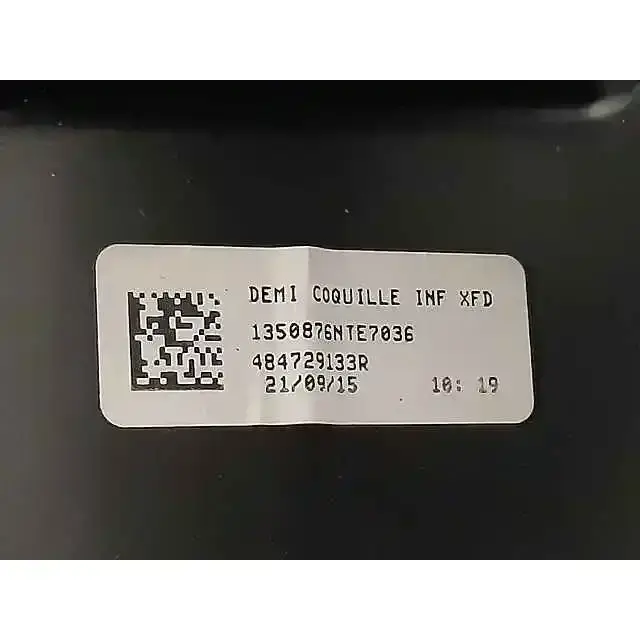 DEMI COQUILLE INF XFD
1350876NTE7036
484729133R
21/09/15 10: 19